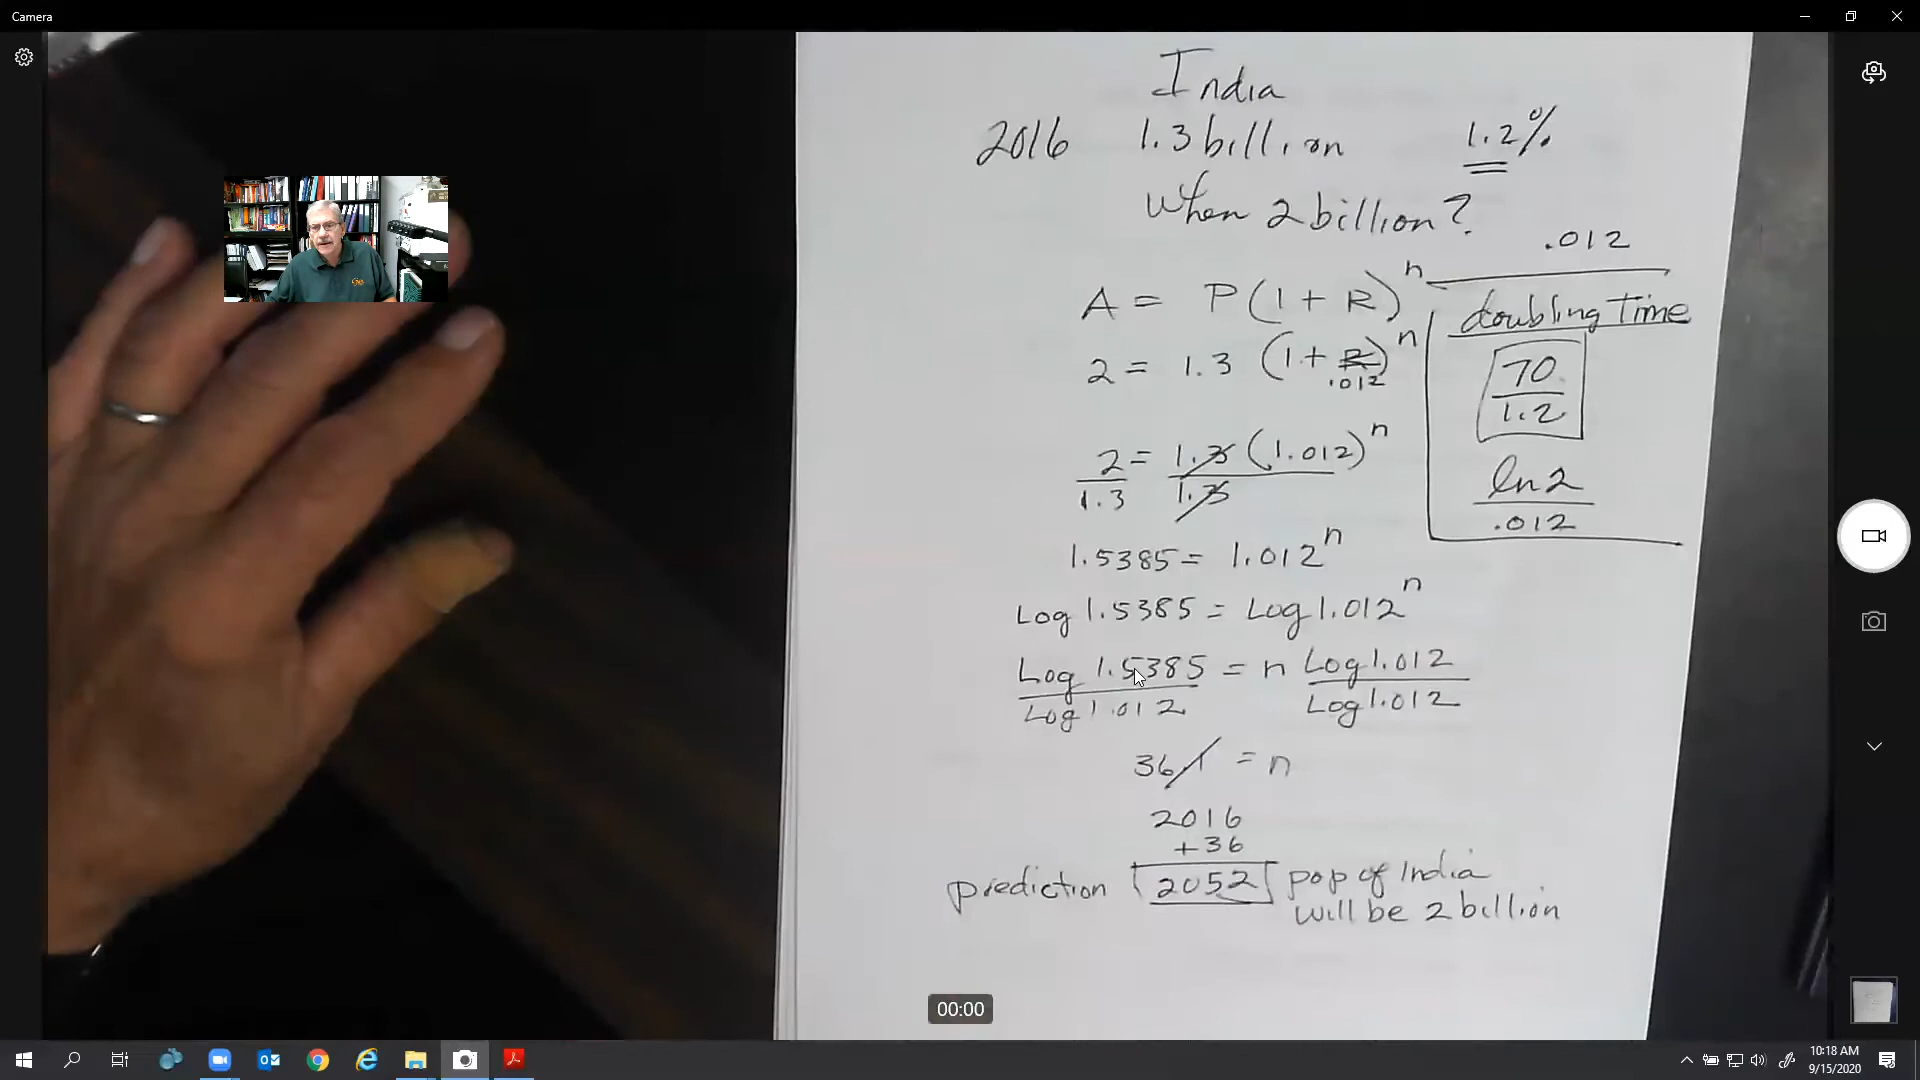 Camera
India
2016 1.3 billion 1.2%
When 2 billion?
.012
A = P(1 + R)^n
doubling Time
2 = 1.3 (1 + R)^n
.012
70
1.2
2 = 1.3 (1.012)^n
1.3 1.3
ln 2
.012
1.5385 = 1.012^n
Log 1.5385 = Log 1.012^n
Log 1.5385 = n Log 1.012
Log 1.012 Log 1.012
36.1 = n
2016
+36
prediction 2052 pop of India
will be 2 billion
00:00
10:18 AM
9/15/2020